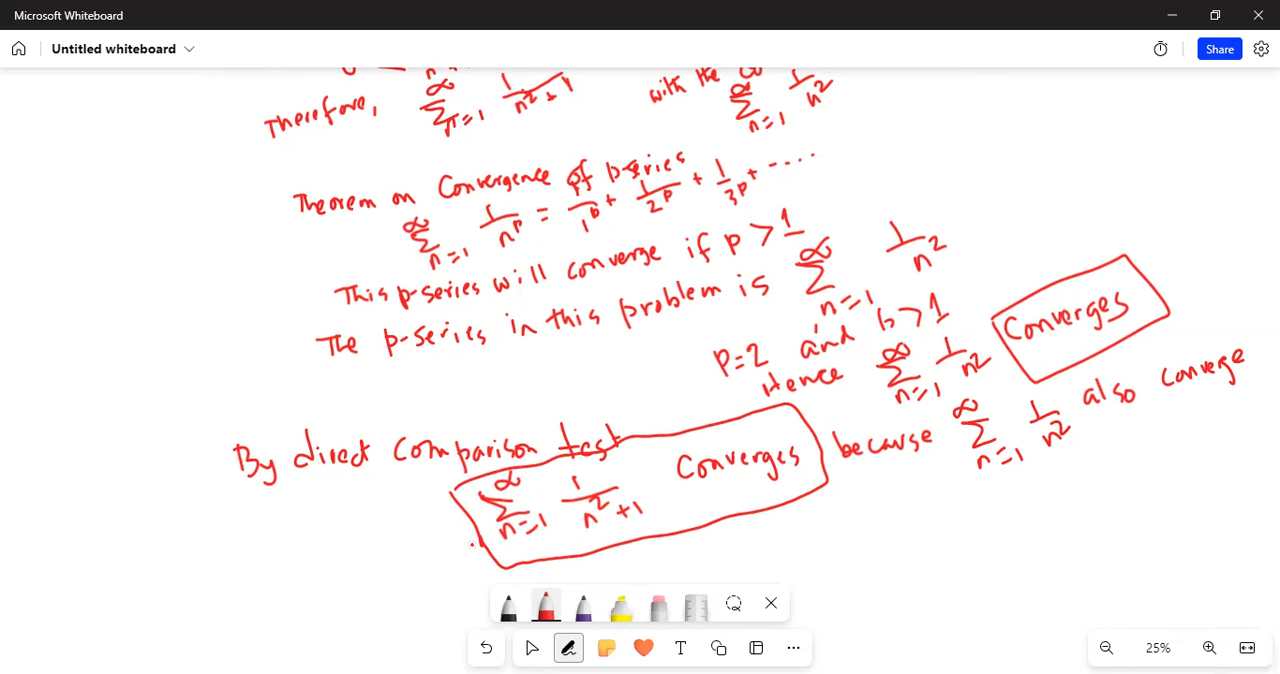 Microsoft Whiteboard
Untitled whiteboard
Share
Therefore, ∞ Σ n=1 1/n²+1 with the ∞ Σ n=1 1/n²
Theorem on Convergence of p-series
∞ Σ n=1 1/n^p = 1/1^p + 1/2^p + 1/3^p + ....
This p-series will converge if p > 1
The p-series in this problem is ∞ Σ n=1 1/n²
p=2 and p>1
Hence ∞ Σ n=1 1/n² Converges
By direct comparison test
∞ Σ n=1 1/n²+1 Converges because ∞ Σ n=1 1/n² also converge
T
25%